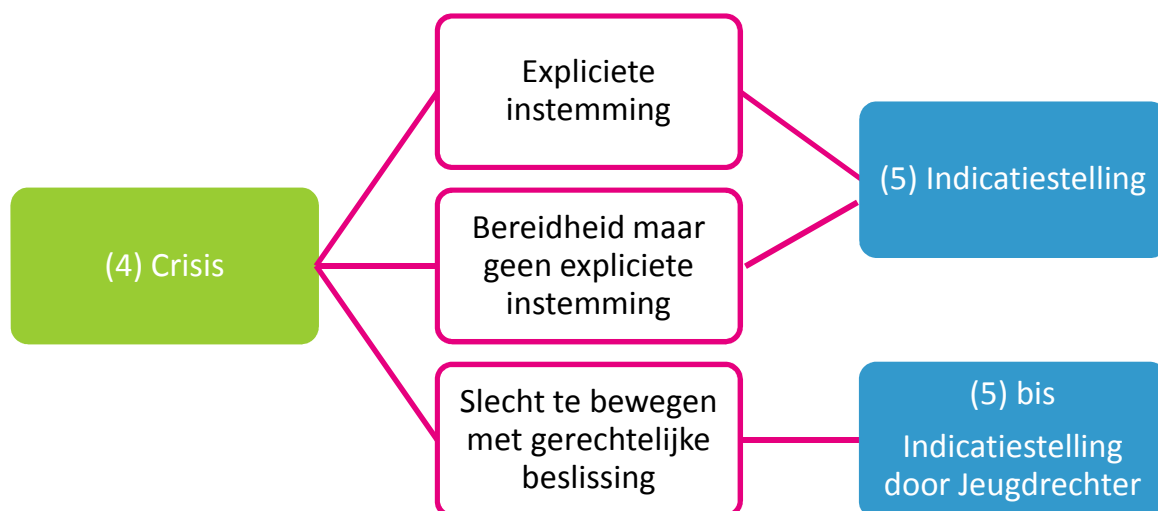 (4) Crisis
Expliciete
instemming
Bereidheid maar
geen expliciete
instemming
Slecht te bewegen
met gerechtelijke
beslissing
(5) Indicatiestelling
(5) bis
Indicatiestelling
door Jeugdrechter